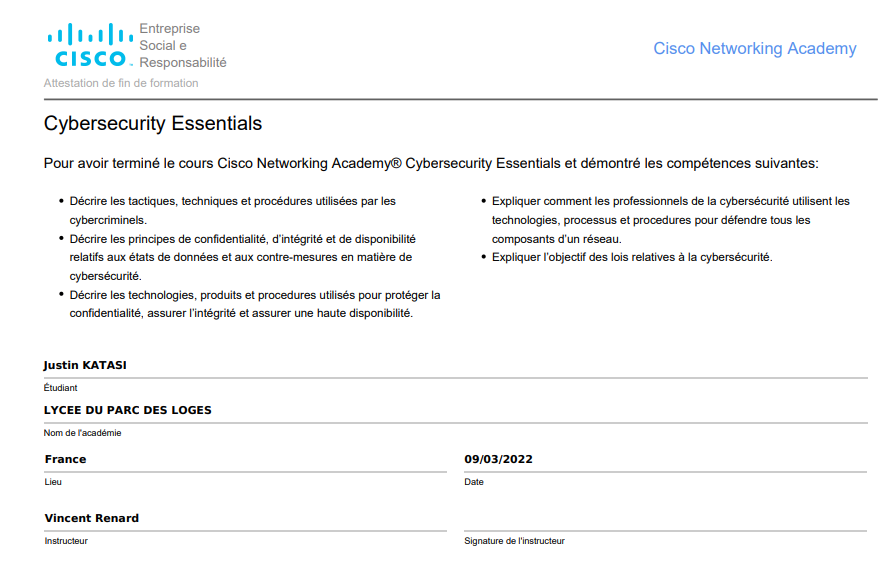 Entreprise
Social e
Responsabilité
CISCO
Cisco Networking Academy
Attestation de fin de formation
Cybersecurity Essentials
Pour avoir terminé le cours Cisco Networking Academy® Cybersecurity Essentials et démontré les compétences suivantes:
• Décrire les tactiques, techniques et procédures utilisées par les
cybercriminels.
• Décrire les principes de confidentialité, d'intégrité et de disponibilité
relatifs aux états de données et aux contre-mesures en matière de
cybersécurité.
• Décrire les technologies, produits et procedures utilisés pour protéger la
confidentialité, assurer l'intégrité et assurer une haute disponibilité.
• Expliquer comment les professionnels de la cybersécurité utilisent les
technologies, processus et procedures pour défendre tous les
composants d'un réseau.
• Expliquer l'objectif des lois relatives à la cybersécurité.
Justin KATASI
Étudiant
LYCEE DU PARC DES LOGES
Nom de l'académie
France
Lieu
09/03/2022
Date
Vincent Renard
Instructeur
Signature de l'instructeur